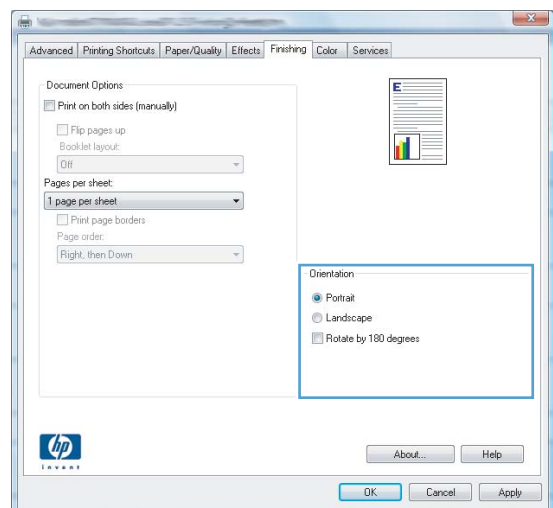 Advanced Printing Shortcuts Paper/Quality Effects Finishing Color Services
Document Options
Print on both sides (manually)
Flip pages up
Booklet layout:
Off
Pages per sheet:
1 page per sheet
Print page borders
Page order:
Right, then Down
E
Orientation
Portrait
Landscape
Rotate by 180 degrees
hp
invent
About... Help
OK Cancel Apply